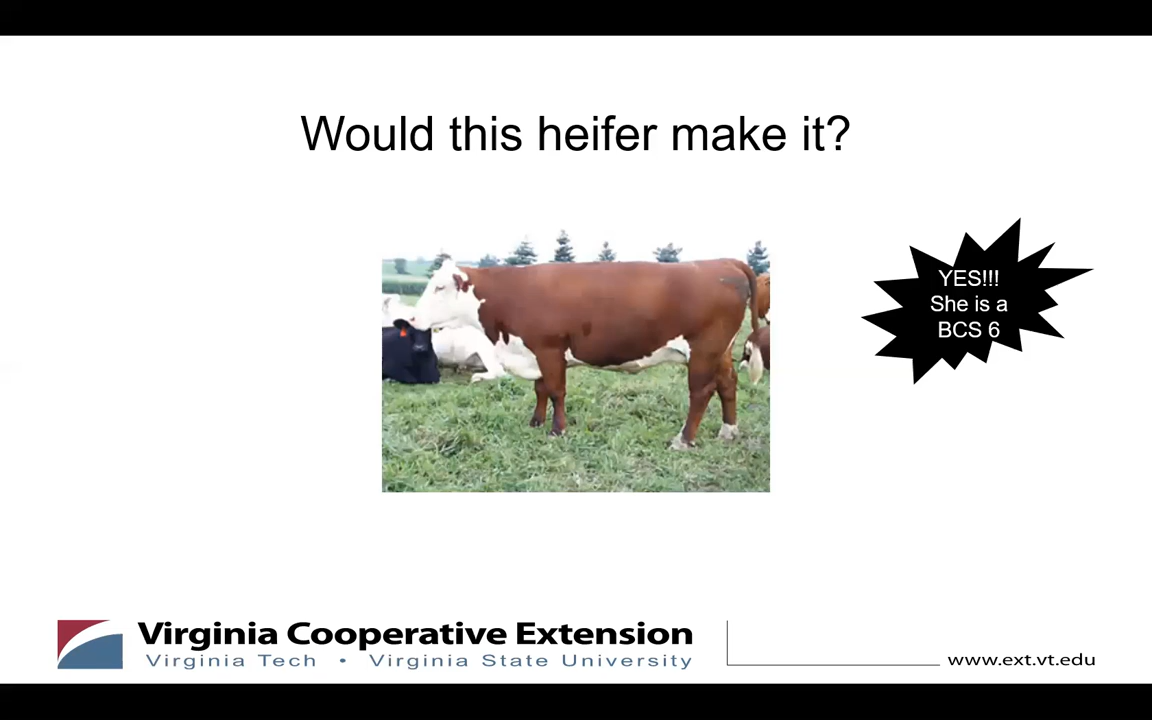 Would this heifer make it?
YES!!!
She is a
BCS 6
Virginia Cooperative Extension
Virginia Tech • Virginia State University
www.ext.vt.edu